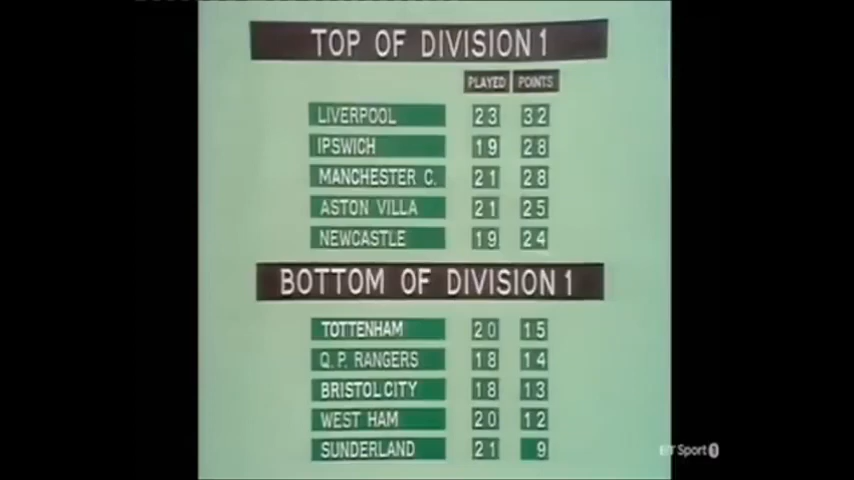 TOP OF DIVISION 1
PLAYED POINTS
LIVERPOOL 23 32
IPSWICH 19 28
MANCHESTER C. 21 28
ASTON VILLA 21 25
NEWCASTLE 19 24
BOTTOM OF DIVISION 1
TOTTENHAM 20 15
Q.P. RANGERS 18 14
BRISTOL CITY 18 13
WEST HAM 20 12
SUNDERLAND 21 9
BT Sport 1